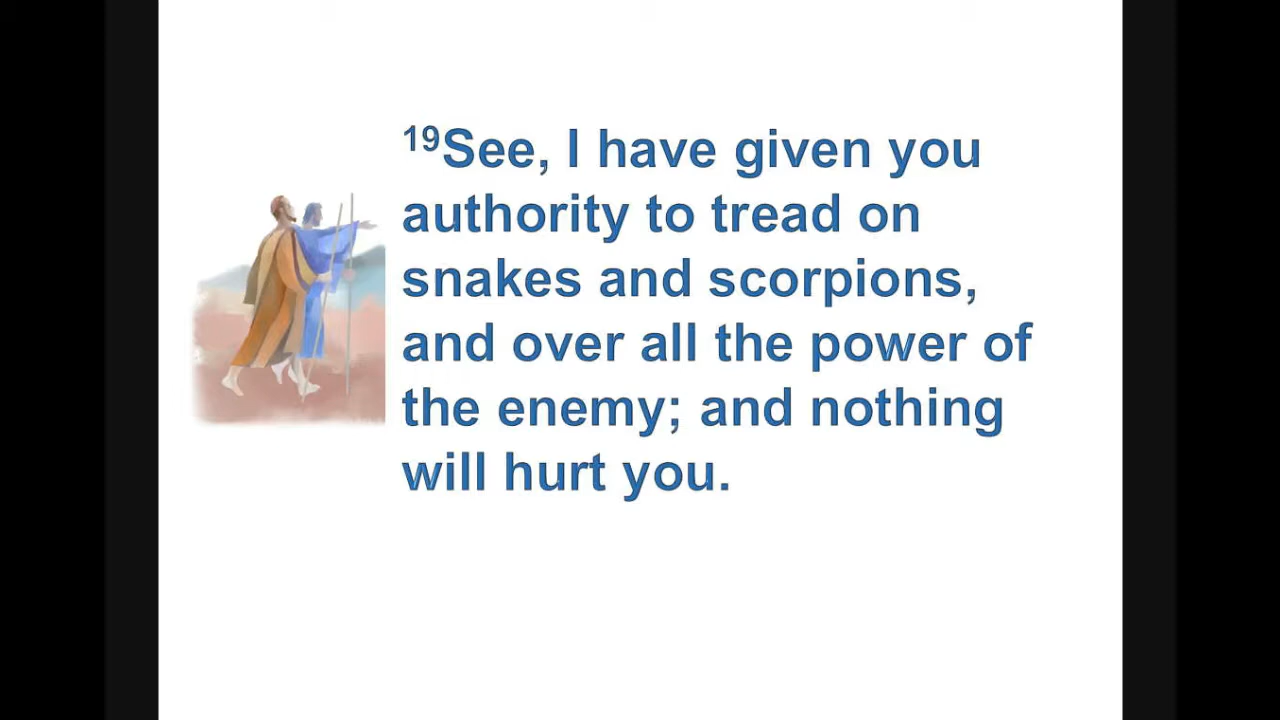 19See, I have given you
authority to tread on
snakes and scorpions,
and over all the power of
the enemy; and nothing
will hurt you.